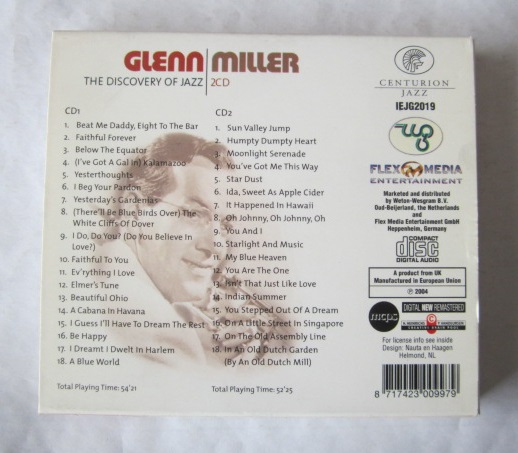 GLENN MILLER
THE DISCOVERY OF JAZZ 2CD
CD1
1. Beat Me Daddy, Eight To The Bar
2. Faithful Forever
3. Below The Equator
4. (I've Got A Gal In) Kalamazoo
5. Yesterthoughts
6. I Beg Your Pardon
7. Yesterday's Gardenias
8. (There'll Be Blue Birds Over) The
White Cliffs Of Dover
9. I Do, Do You? (Do You Believe In
Love?)
10. Faithful To You
11. Ev'rything I Love
12. Elmer's Tune
13. Beautiful Ohio
14. A Cabana In Havana
15. I Guess I'll Have To Dream The Rest
16. Be Happy
17. I Dreamt I Dwelt In Harlem
18. A Blue World
Total Playing Time: 54'21
CD2
1. Sun Valley Jump
2. Humpty Dumpty Heart
3. Moonlight Serenade
4. You've Got Me This Way
5. Star Dust
6. Ida, Sweet As Apple Cider
7. It Happened In Hawaii
8. Oh Johnny, Oh Johnny, Oh
9. You And I
10. Starlight And Music
11. My Blue Heaven
12. You Are The One
13. Isn't That Just Like Love
14. Indian Summer
15. You Stepped Out Of A Dream
16. On A Little Street In Singapore
17. On The Old Assembly Line
18. In An Old Dutch Garden
(By An Old Dutch Mill)
Total Playing Time: 52'25
CENTURION
JAZZ
IEJG2019
FLEX MEDIA
ENTERTAINMENT
Marketed and distributed
by Weton-Wesgram B.V.
Oud-Beijerland, the Netherlands
and
Flex Media Entertainment GmbH
Heppenheim, Germany
COMPACT
disc
DIGITAL AUDIO
A product from UK
Manufactured in European Union
℗ 2004
mcps
DIGITAL NEW REMASTERED
For license info see inside
Design: Nauta en Haagen
Helmond, NL
8 717423 009979